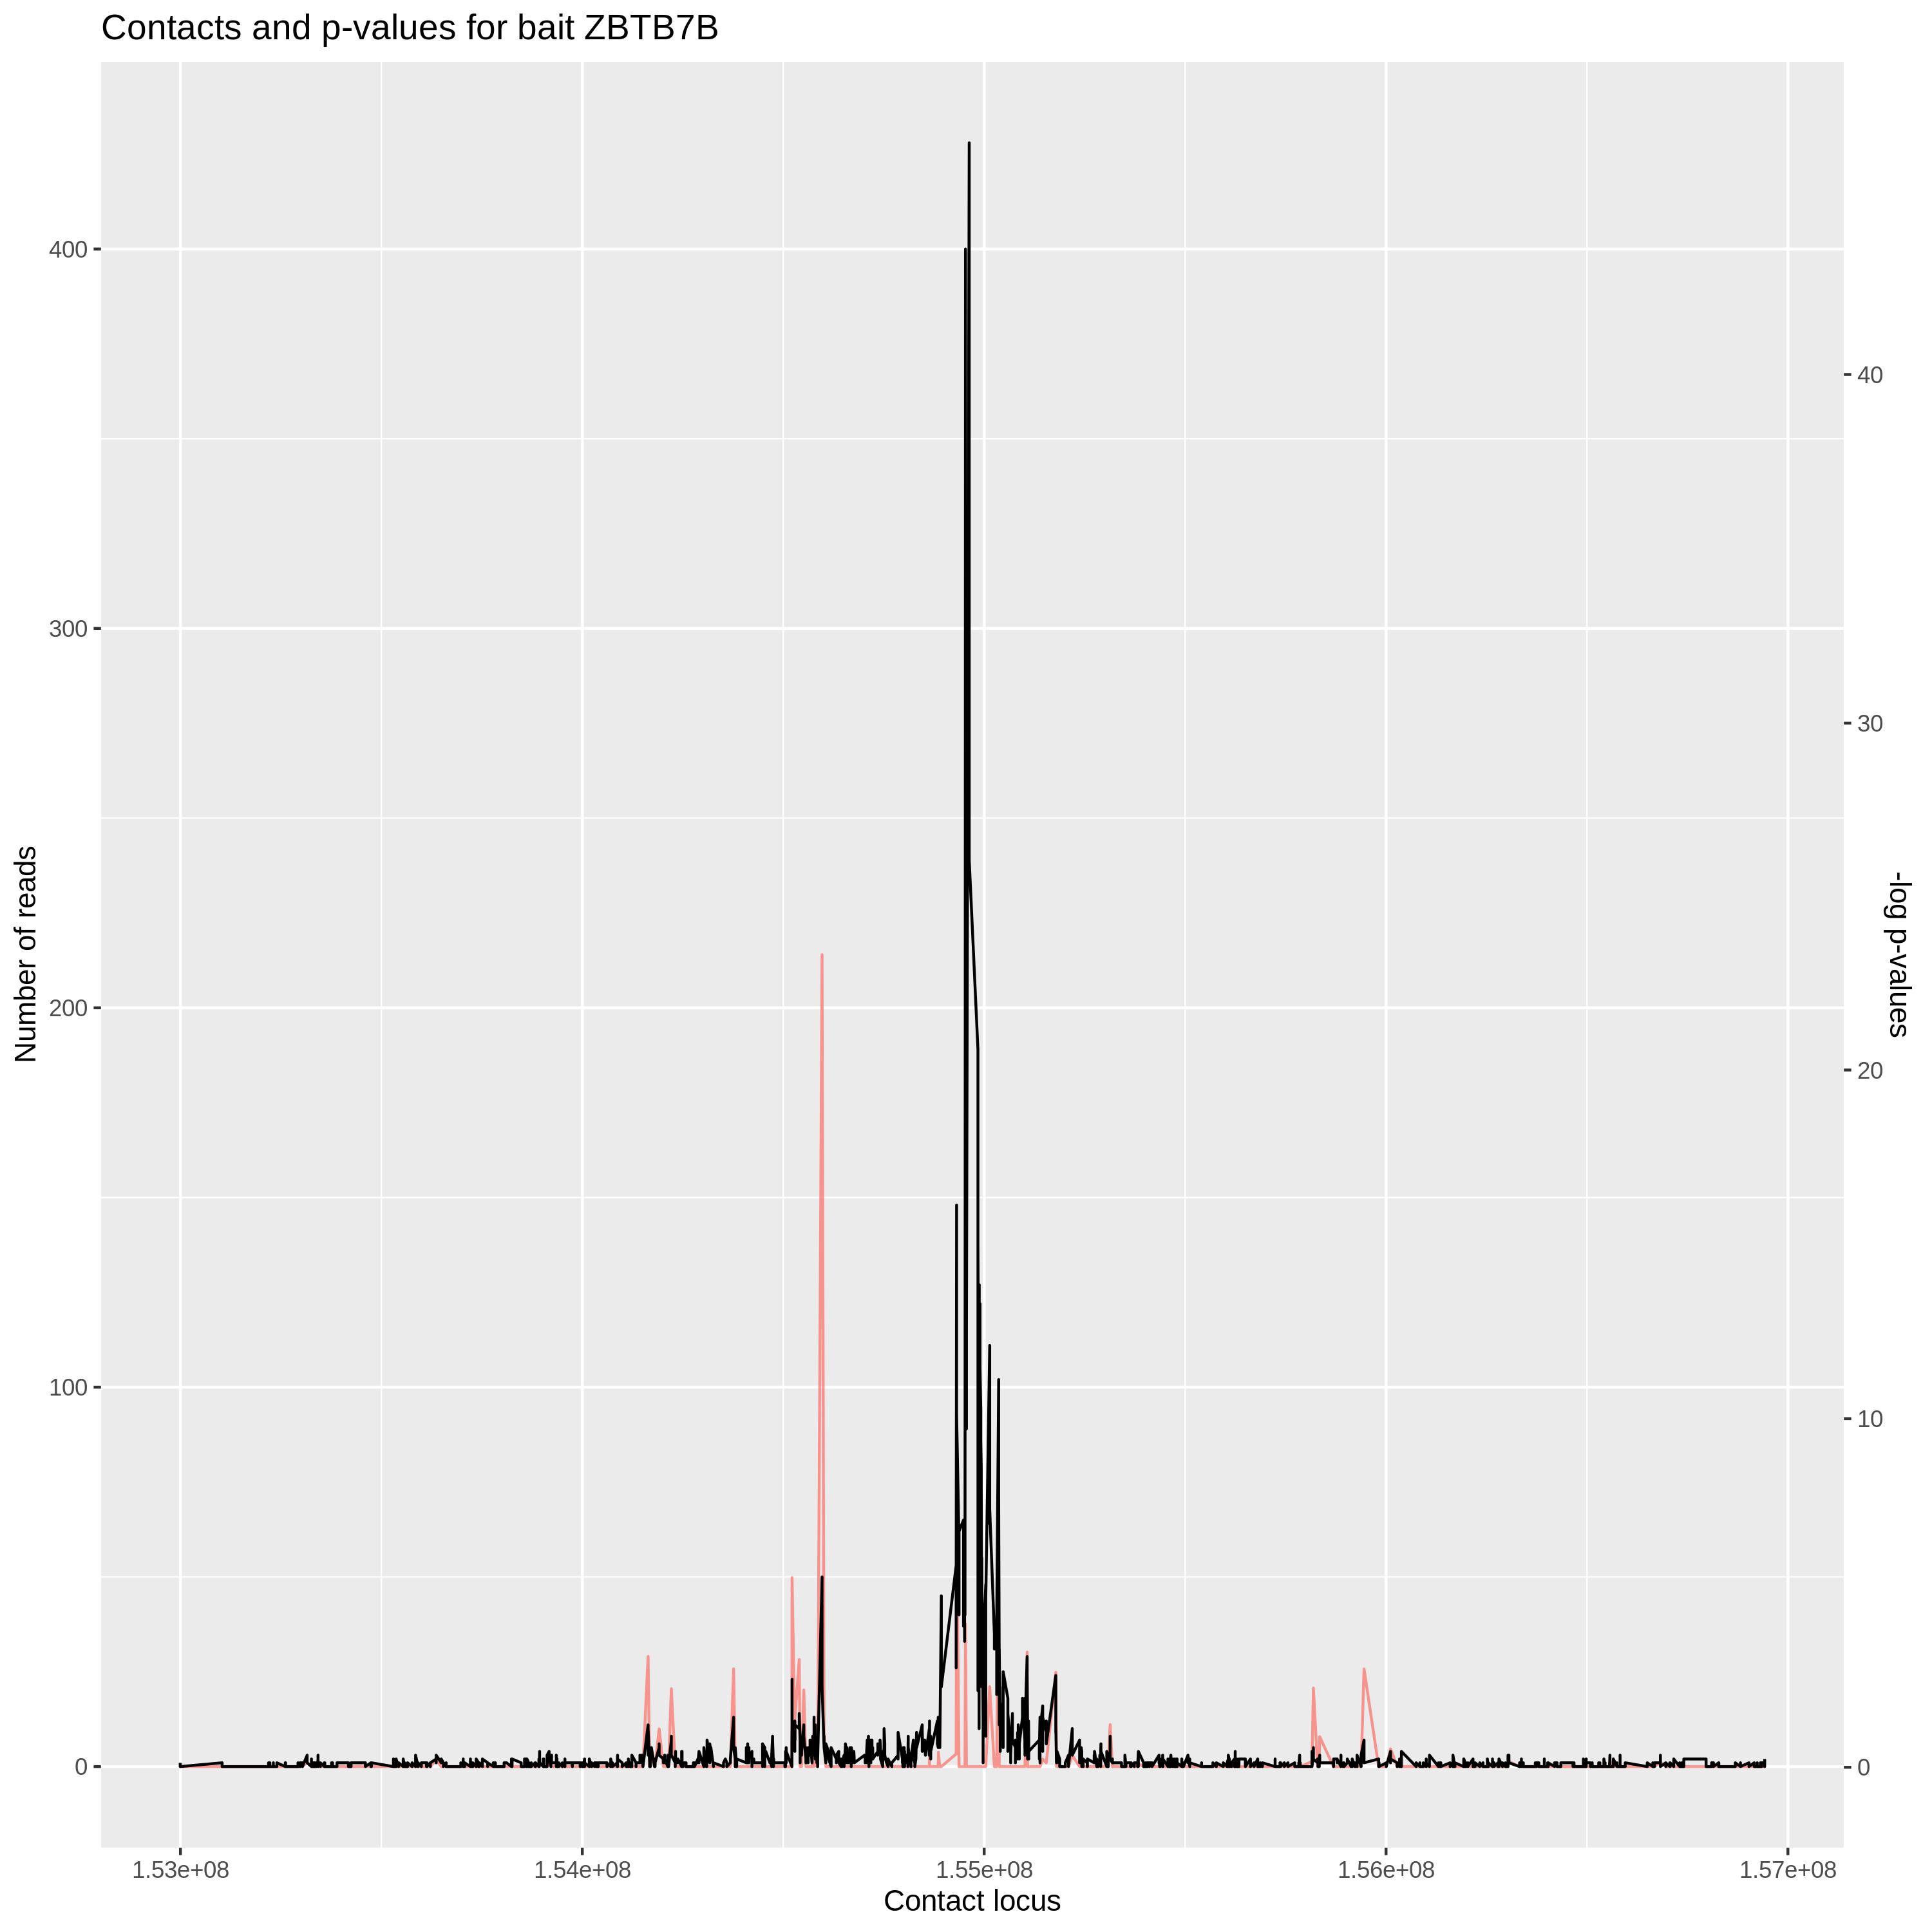 Contacts and p-values for bait ZBTB7B
400
300
200
100
0
Number of reads
40
30
20
10
0
-log p-values
1.53e+08 1.54e+08 1.55e+08 1.56e+08 1.57e+08
Contact locus